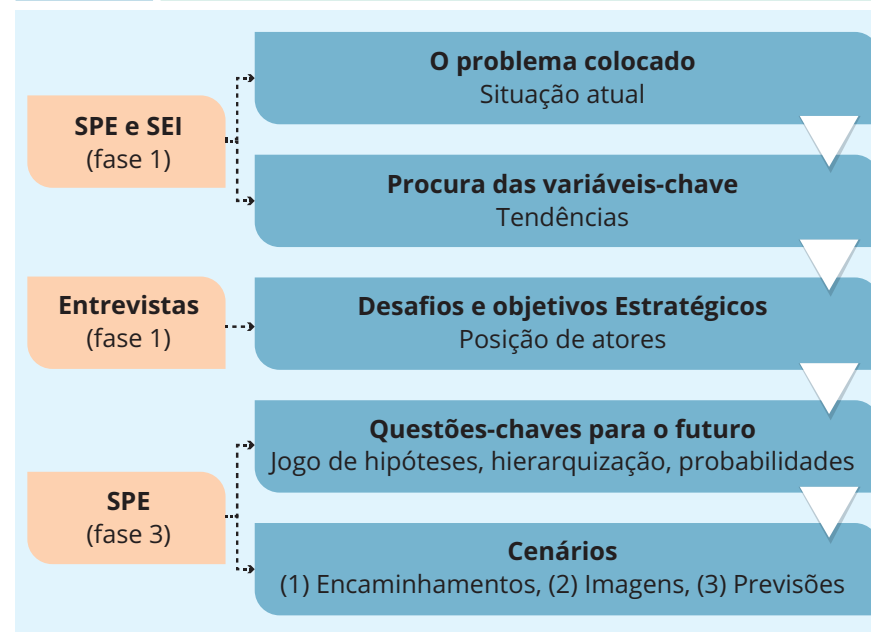 SPE e SEI
(fase 1)
O problema colocado
Situação atual
Procura das variáveis-chave
Tendências
Entrevistas
(fase 1)
Desafios e objetivos Estratégicos
Posição de atores
SPE
(fase 3)
Questões-chaves para o futuro
Jogo de hipóteses, hierarquização, probabilidades
Cenários
(1) Encaminhamentos, (2) Imagens, (3) Previsões